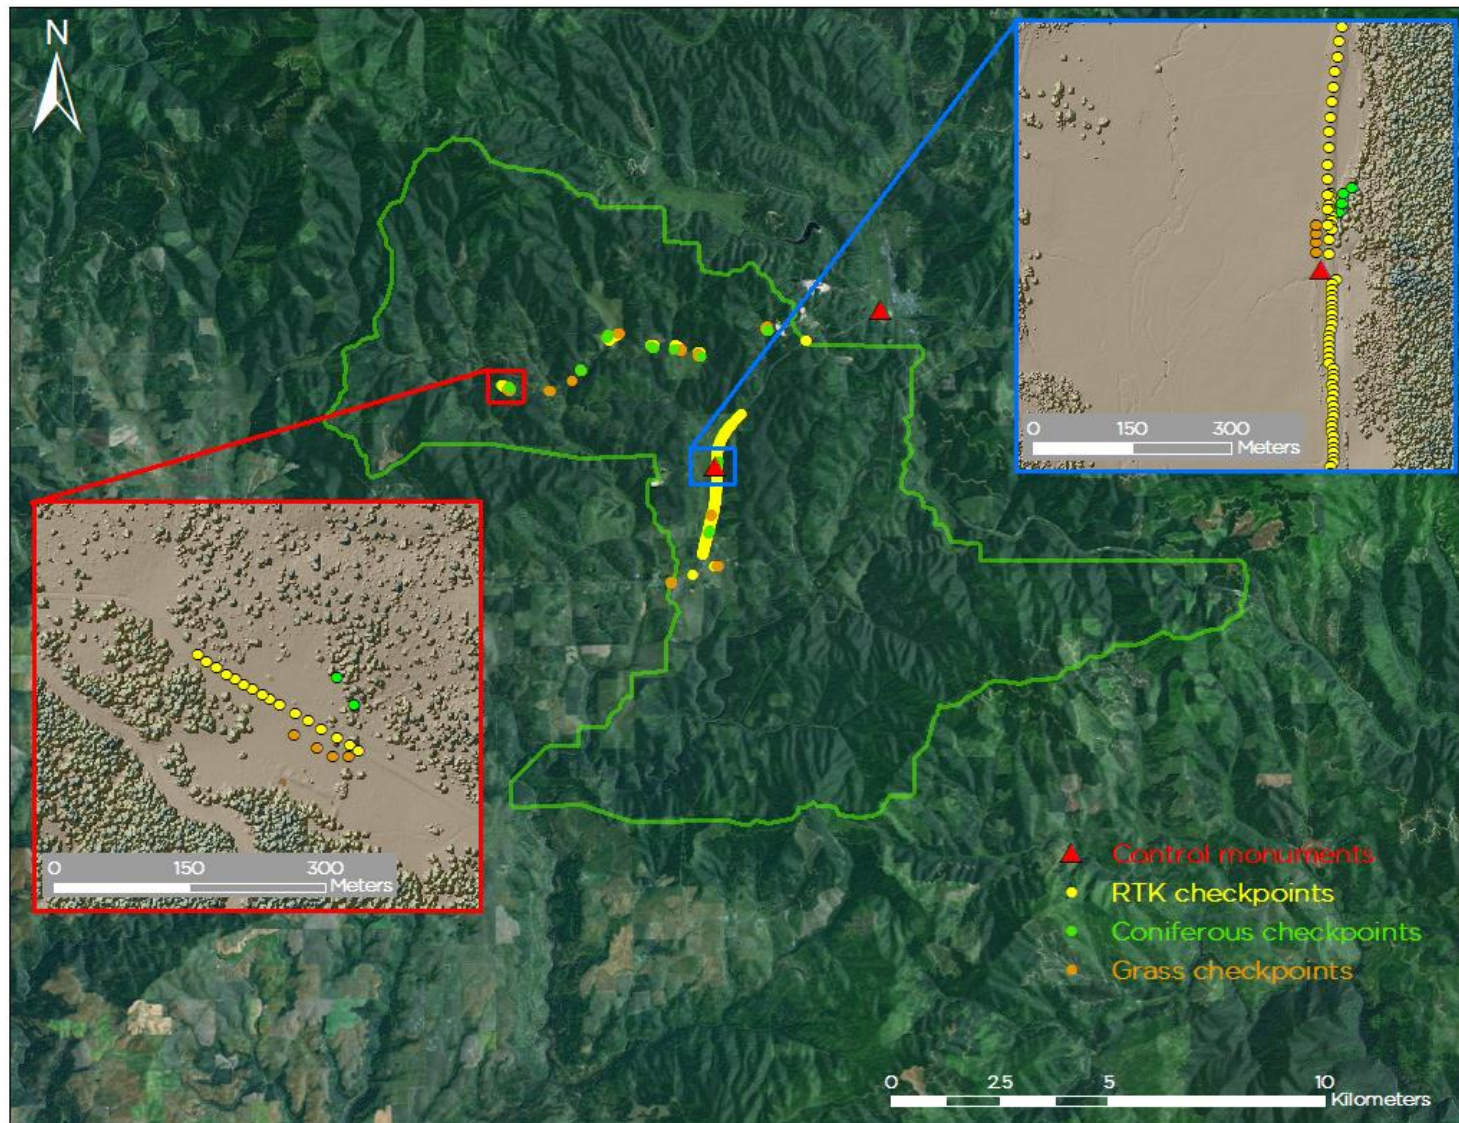 N
0 150 300
Meters
0 150 300
Meters
Control monuments
RTK checkpoints
Coniferous checkpoints
Grass checkpoints
0 2.5 5 10
Kilometers